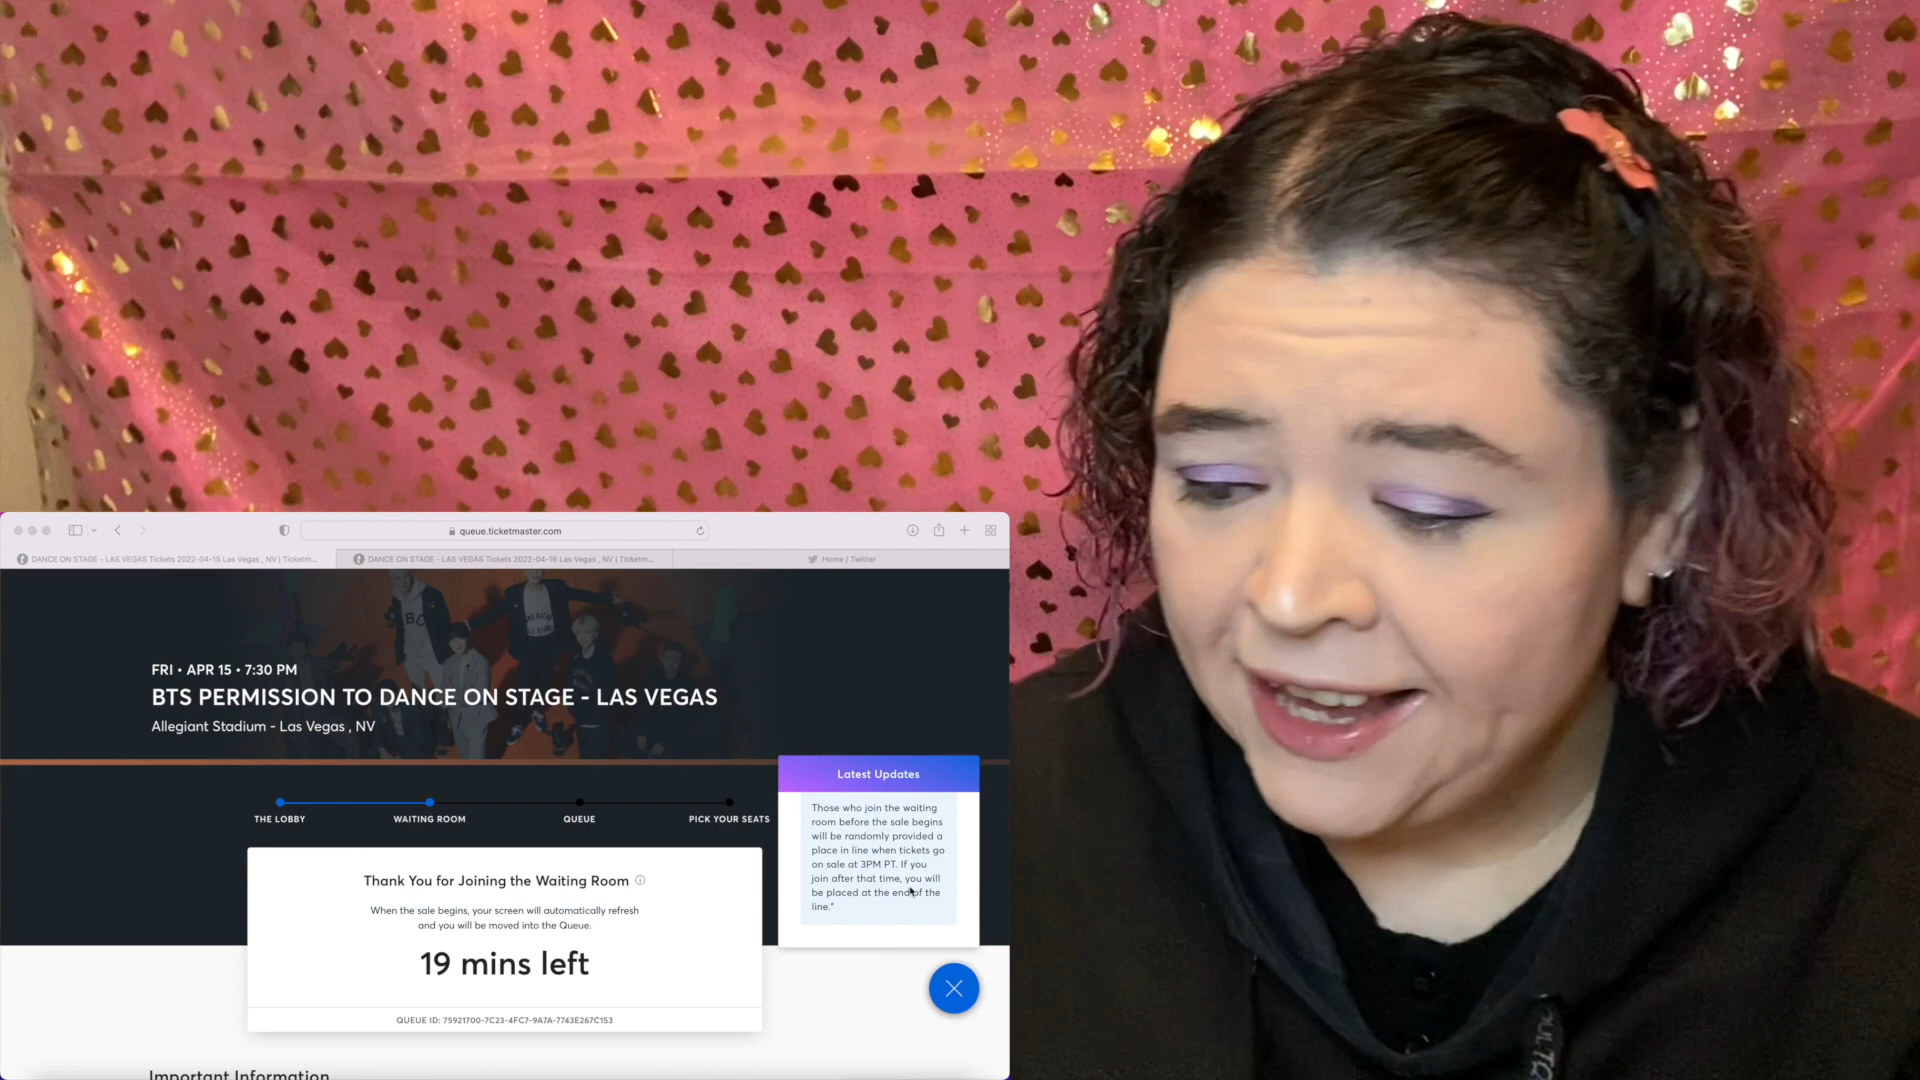 queue.ticketmaster.com
DANCE ON STAGE - LAS VEGAS Tickets 2022-04-15 Las Vegas , NV | Ticketm...
DANCE ON STAGE - LAS VEGAS Tickets 2022-04-16 Las Vegas , NV | Ticketm...
Home / Twitter
FRI • APR 15 • 7:30 PM
BTS PERMISSION TO DANCE ON STAGE - LAS VEGAS
Allegiant Stadium - Las Vegas , NV
THE LOBBY
WAITING ROOM
QUEUE
PICK YOUR SEATS
Latest Updates
Those who join the waiting
room before the sale begins
will be randomly provided a
place in line when tickets go
on sale at 3PM PT. If you
join after that time, you will
be placed at the end of the
line."
Thank You for Joining the Waiting Room
When the sale begins, your screen will automatically refresh
and you will be moved into the Queue.
19 mins left
QUEUE ID: 75921700-7C23-4FC7-9A7A-7743E267C153
Important Information